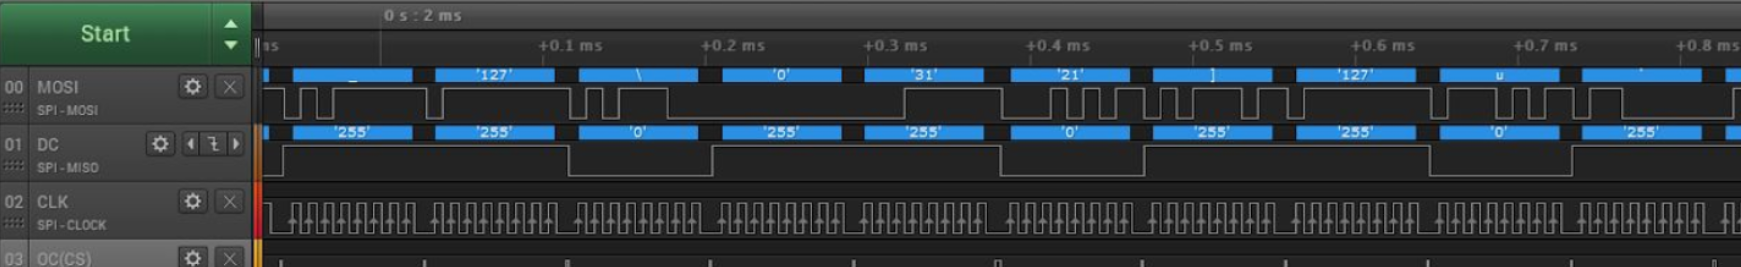 Start
0 s : 2 ms
ms +0.1 ms +0.2 ms +0.3 ms +0.4 ms +0.5 ms +0.6 ms +0.7 ms +0.8 ms
00 MOSI
SPI - MOSI
_ '127' \ '0' '31' '21' ] '127' u '
01 DC
SPI - MISO
'255' '255' '0' '255' '255' '0' '255' '255' '0' '255'
02 CLK
SPI - CLOCK
03 OC(CS)